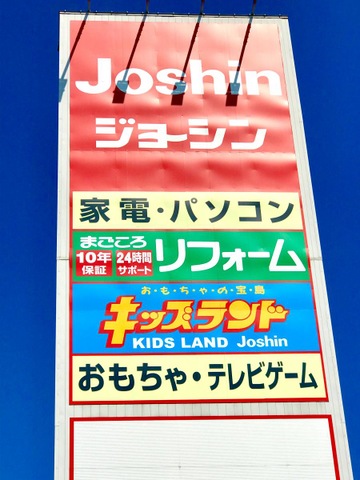 Joshin
ジョーシン
家電・パソコン
まごころ
10年保証
24時間サポート
リフォーム
お・も・ち・ゃ・の・宝・島
キッズランド
KIDS LAND Joshin
おもちゃ・テレビゲーム